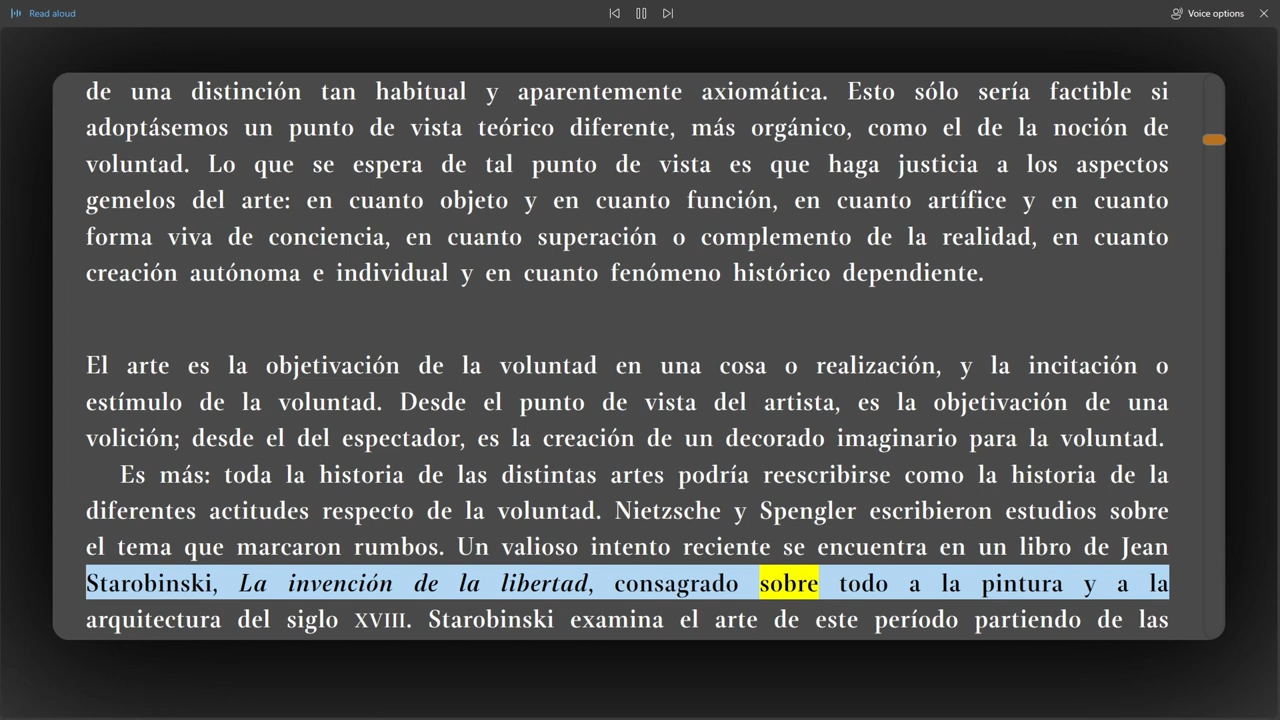 Read aloud
Voice options
de una distinción tan habitual y aparentemente axiomática. Esto sólo sería factible si
adoptásemos un punto de vista teórico diferente, más orgánico, como el de la noción de
voluntad. Lo que se espera de tal punto de vista es que haga justicia a los aspectos
gemelos del arte: en cuanto objeto y en cuanto función, en cuanto artífice y en cuanto
forma viva de conciencia, en cuanto superación o complemento de la realidad, en cuanto
creación autónoma e individual y en cuanto fenómeno histórico dependiente.
El arte es la objetivación de la voluntad en una cosa o realización, y la incitación o
estímulo de la voluntad. Desde el punto de vista del artista, es la objetivación de una
volición; desde el del espectador, es la creación de un decorado imaginario para la voluntad.
Es más: toda la historia de las distintas artes podría reescribirse como la historia de la
diferentes actitudes respecto de la voluntad. Nietzsche y Spengler escribieron estudios sobre
el tema que marcaron rumbos. Un valioso intento reciente se encuentra en un libro de Jean
Starobinski, La invención de la libertad, consagrado sobre todo a la pintura y a la
arquitectura del siglo XVIII. Starobinski examina el arte de este período partiendo de las